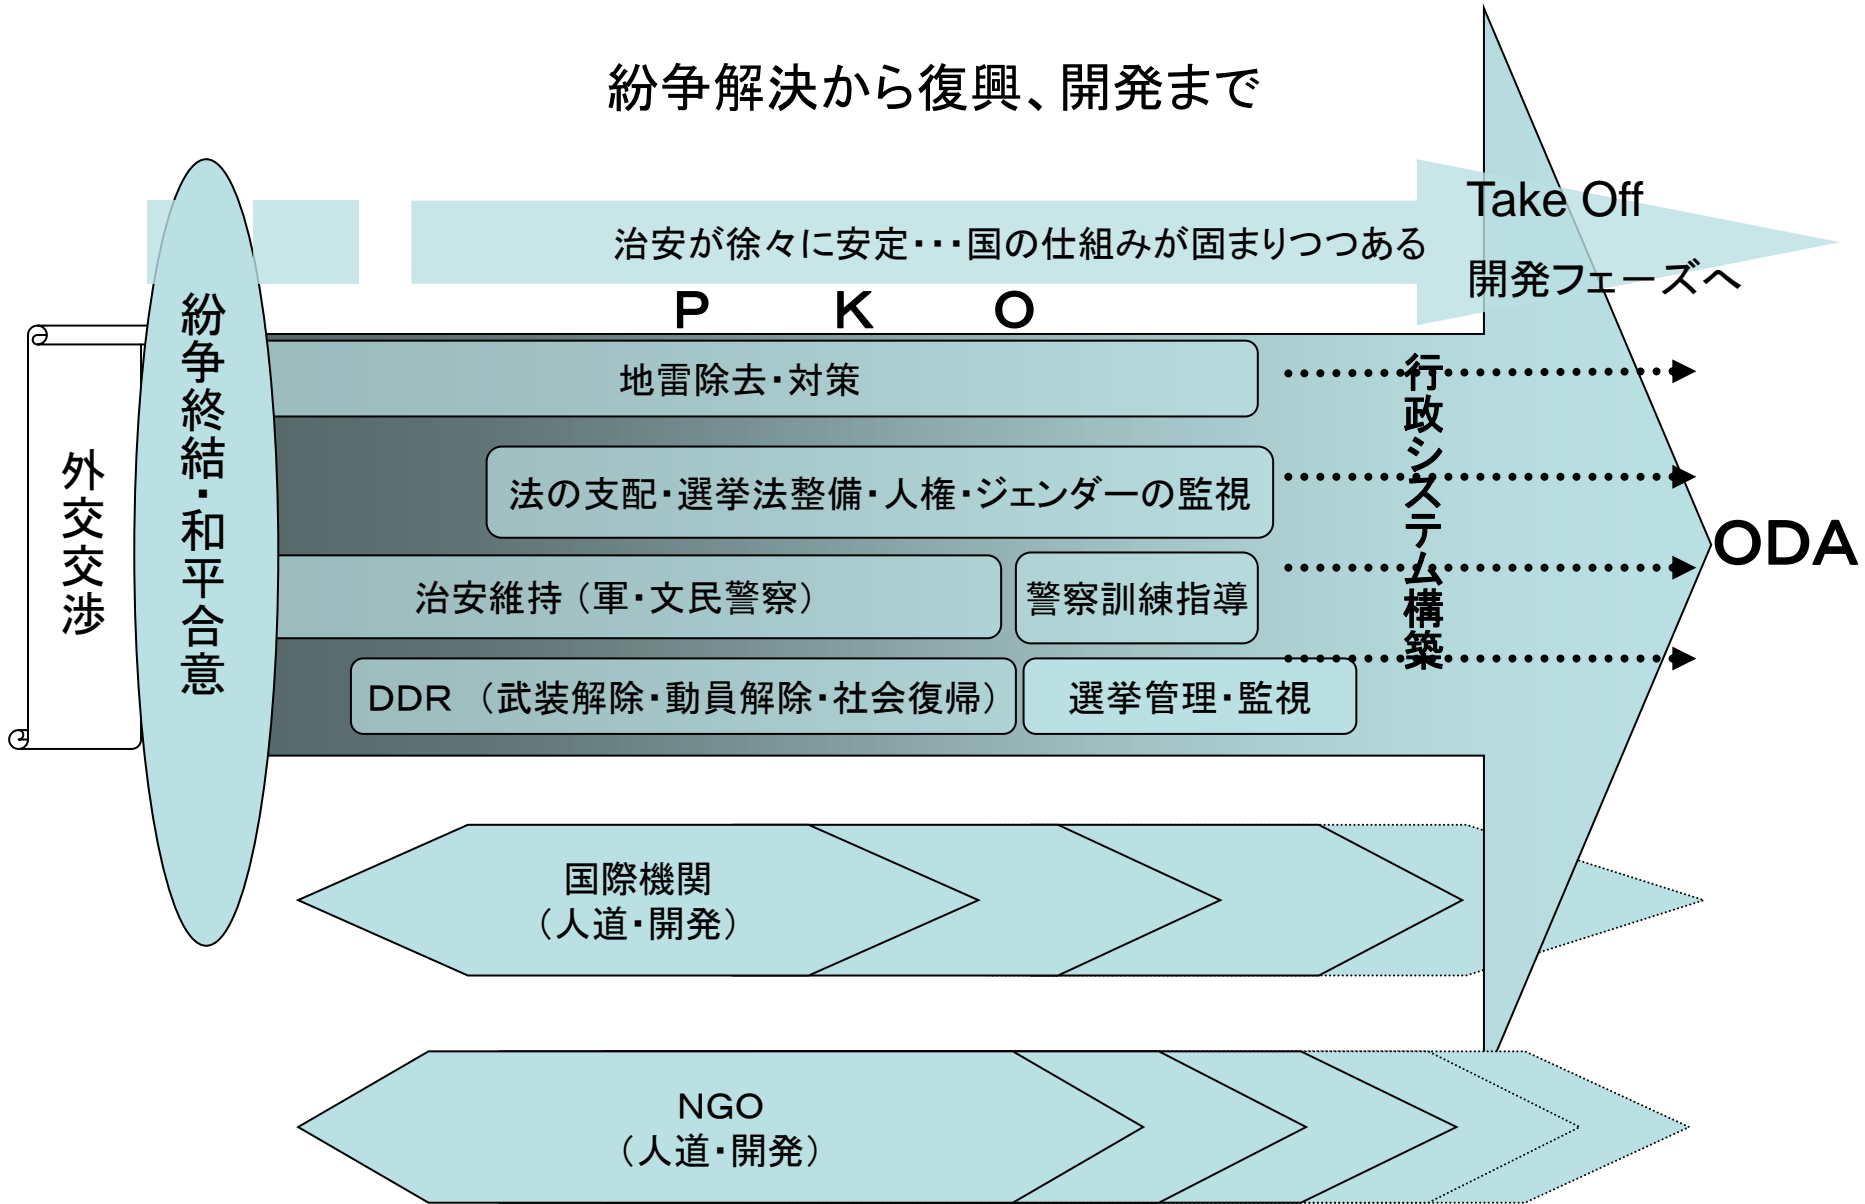 紛争解決から復興、開発まで
Take Off
開発フェーズへ
治安が徐々に安定・・・国の仕組みが固まりつつある
PKO
外交交渉
紛争終結・和平合意
地雷除去・対策
法の支配・選挙法整備・人権・ジェンダーの監視
治安維持（軍・文民警察）
警察訓練指導
DDR （武装解除・動員解除・社会復帰）
選挙管理・監視
行政システム構築
ODA
国際機関
（人道・開発）
NGO
（人道・開発）